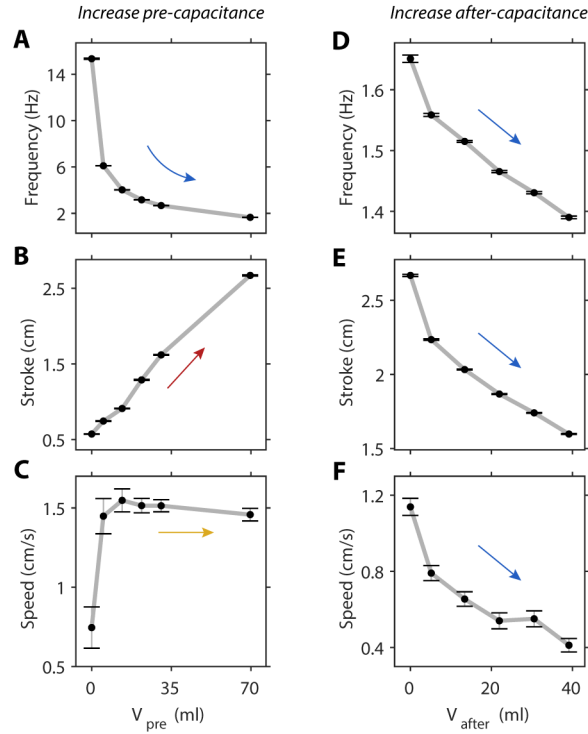 Increase pre-capacitance
Increase after-capacitance
A
Frequency (Hz)
14
6
2
D
Frequency (Hz)
1.6
1.5
1.4
B
Stroke (cm)
2.5
1.5
0.5
E
Stroke (cm)
2.5
2
1.5
C
Speed (cm/s)
1.5
1
0.5
0
35
70
V pre (ml)
F
Speed (cm/s)
1.2
0.8
0.4
0
20
40
V after (ml)